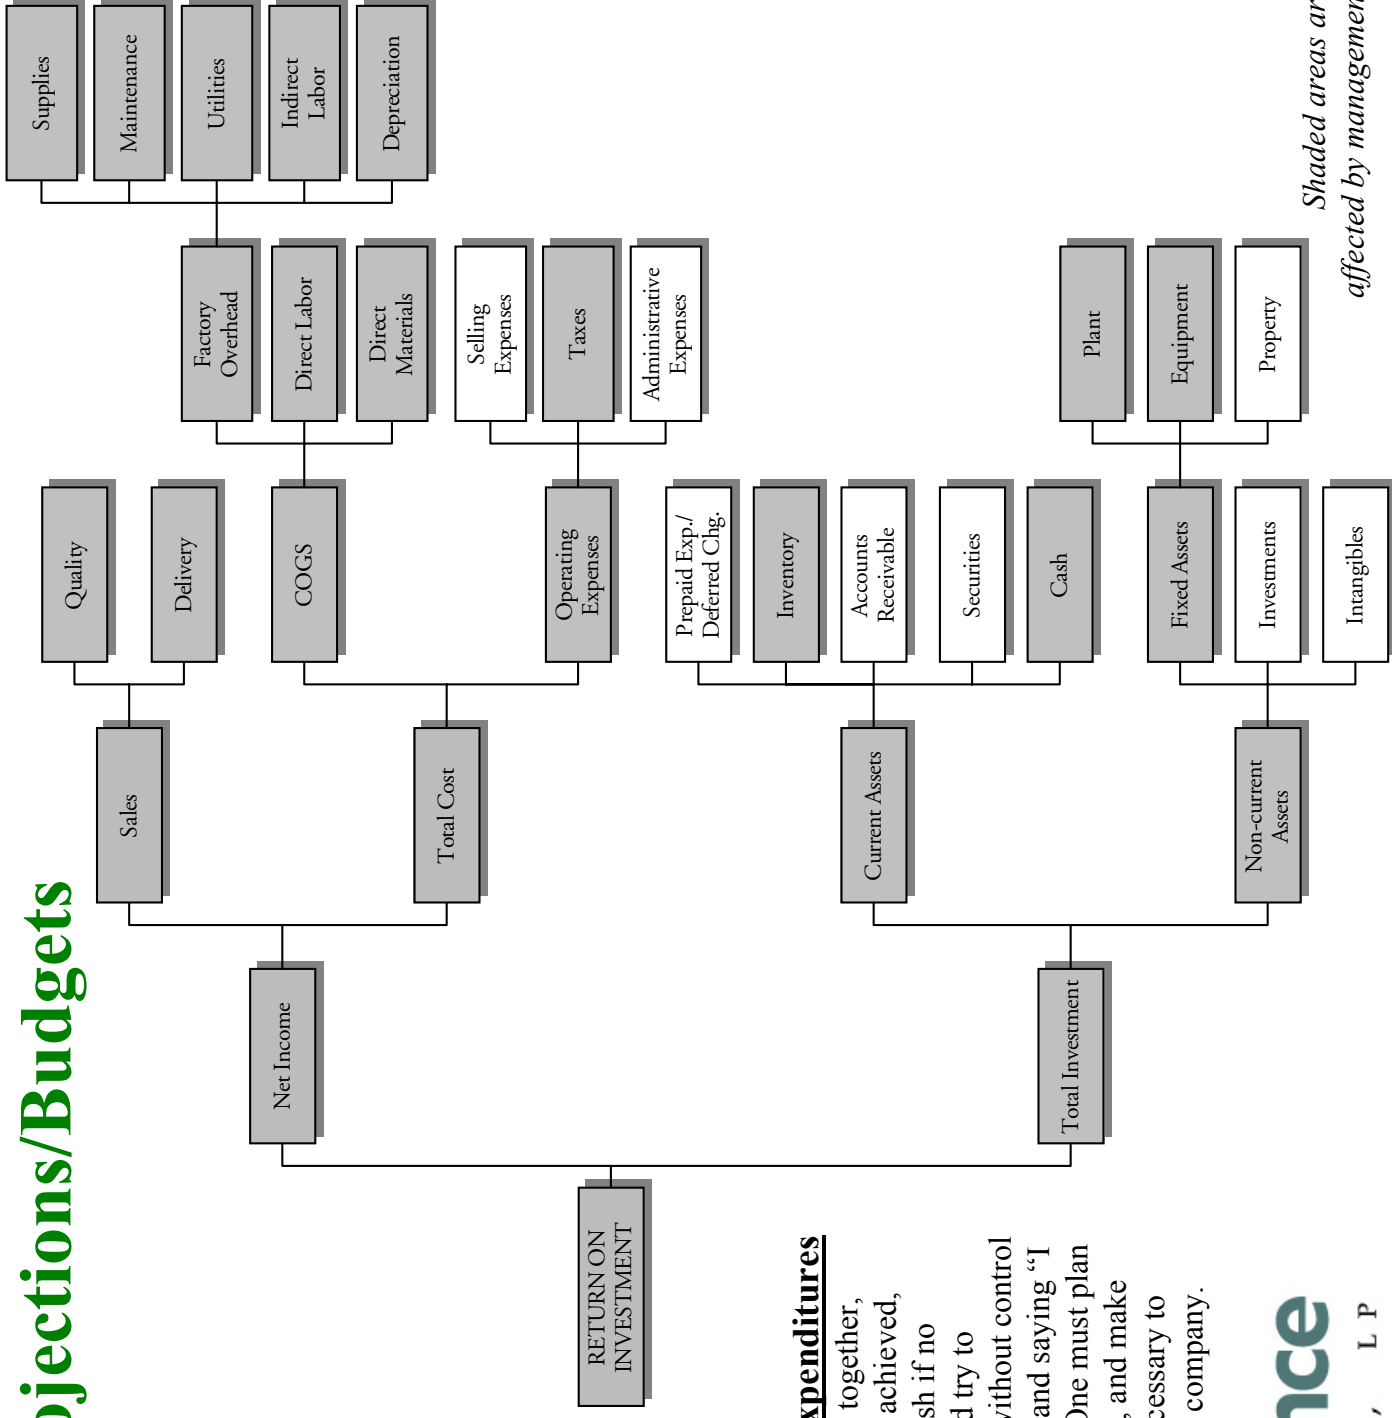 ojections/Budgets
RETURN ON
INVESTMENT
Net Income
Total Investment
Sales
Total Cost
Current Assets
Non-current
Assets
Quality
Delivery
COGS
Operating
Expenses
Prepaid Exp./
Deferred Chg.
Inventory
Accounts
Receivable
Securities
Cash
Fixed Assets
Investments
Intangibles
Factory
Overhead
Direct Labor
Direct
Materials
Selling
Expenses
Taxes
Administrative
Expenses
Plant
Equipment
Property
Supplies
Maintenance
Utilities
Indirect
Labor
Depreciation
xpenditures
together,
achieved,
sh if no
d try to
without control
and saying “I
One must plan
, and make
cessary to
company.
Shaded areas ar
affected by managemen
nce
, L P